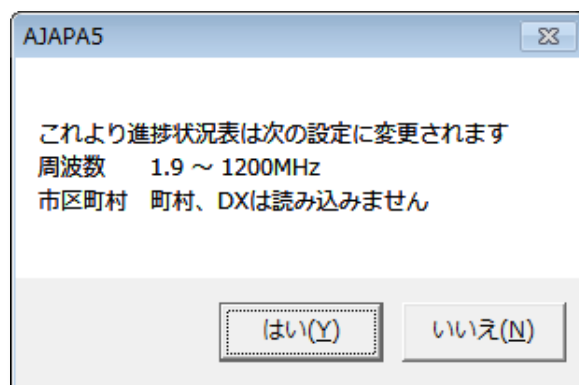 AJAPA5
これより進捗状況表は次の設定に変更されます
周波数　1.9 ～ 1200MHz
市区町村　町村、DXは読み込みません
はい(Y)　いいえ(N)